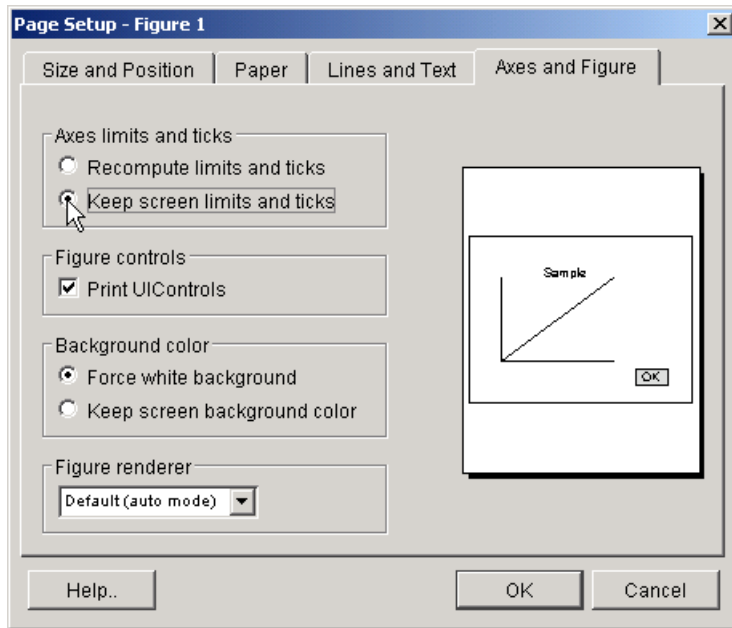 Page Setup - Figure 1
Size and Position Paper Lines and Text Axes and Figure
Axes limits and ticks
Recompute limits and ticks
Keep screen limits and ticks
Figure controls
Print UIControls
Background color
Force white background
Keep screen background color
Figure renderer
Default (auto mode)
Sample
OK
Help.. OK Cancel